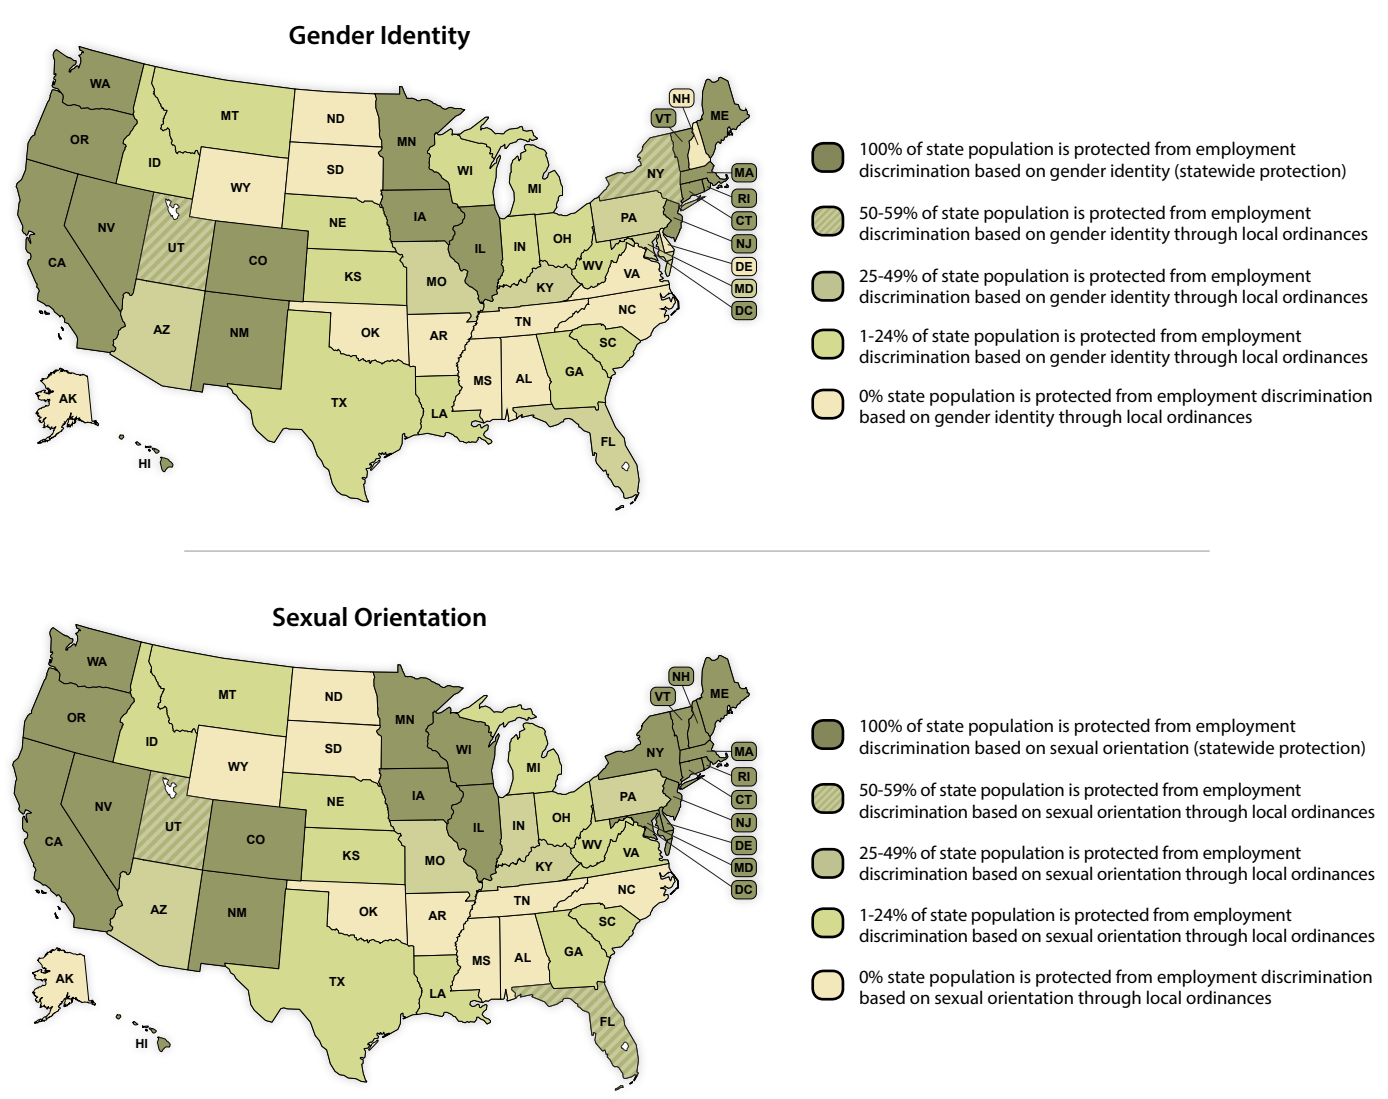 Gender Identity
WA
MT
ND
MN
NH
VT
ME
OR
ID
SD
WI
MI
NY
MA
WY
RI
NV
UT
CO
NE
IA
IL
IN
OH
PA
CT
NJ
CA
KS
MO
KY
WV
VA
DE
MD
DC
AZ
NM
OK
AR
TN
NC
SC
TX
LA
MS
AL
GA
FL
AK
HI
100% of state population is protected from employment
discrimination based on gender identity (statewide protection)
50-59% of state population is protected from employment
discrimination based on gender identity through local ordinances
25-49% of state population is protected from employment
discrimination based on gender identity through local ordinances
1-24% of state population is protected from employment
discrimination based on gender identity through local ordinances
0% state population is protected from employment discrimination
based on gender identity through local ordinances
Sexual Orientation
WA
MT
ND
MN
NH
VT
ME
OR
ID
SD
WI
MI
NY
MA
WY
RI
NV
UT
CO
NE
IA
IL
IN
OH
PA
CT
NJ
CA
KS
MO
KY
WV
VA
DE
MD
DC
AZ
NM
OK
AR
TN
NC
SC
TX
LA
MS
AL
GA
FL
AK
HI
100% of state population is protected from employment
discrimination based on sexual orientation (statewide protection)
50-59% of state population is protected from employment
discrimination based on sexual orientation through local ordinances
25-49% of state population is protected from employment
discrimination based on sexual orientation through local ordinances
1-24% of state population is protected from employment
discrimination based on sexual orientation through local ordinances
0% state population is protected from employment discrimination
based on sexual orientation through local ordinances